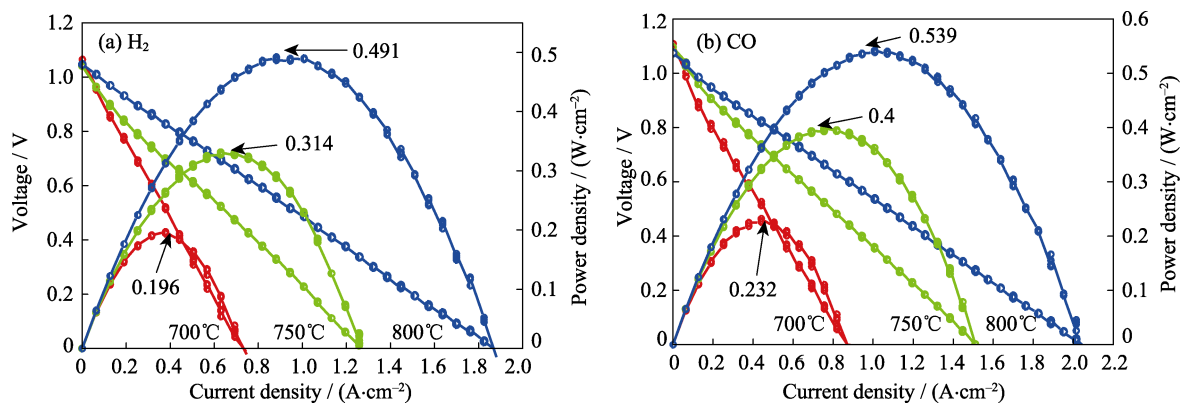 (a) H₂
1.2
1.0
0.8
0.6
0.4
0.2
0
Voltage / V
0.5
0.4
0.3
0.2
0.1
0
Power density / (W·cm⁻²)
0.491
0.314
0.196
700℃ 750℃ 800℃
0 0.2 0.4 0.6 0.8 1.0 1.2 1.4 1.6 1.8 2.0
Current density / (A·cm⁻²)
(b) CO
1.2
1.0
0.8
0.6
0.4
0.2
0
Voltage / V
0.6
0.5
0.4
0.3
0.2
0.1
0
Power density / (W·cm⁻²)
0.539
0.4
0.232
700℃ 750℃ 800℃
0 0.2 0.4 0.6 0.8 1.0 1.2 1.4 1.6 1.8 2.0 2.2
Current density / (A·cm⁻²)